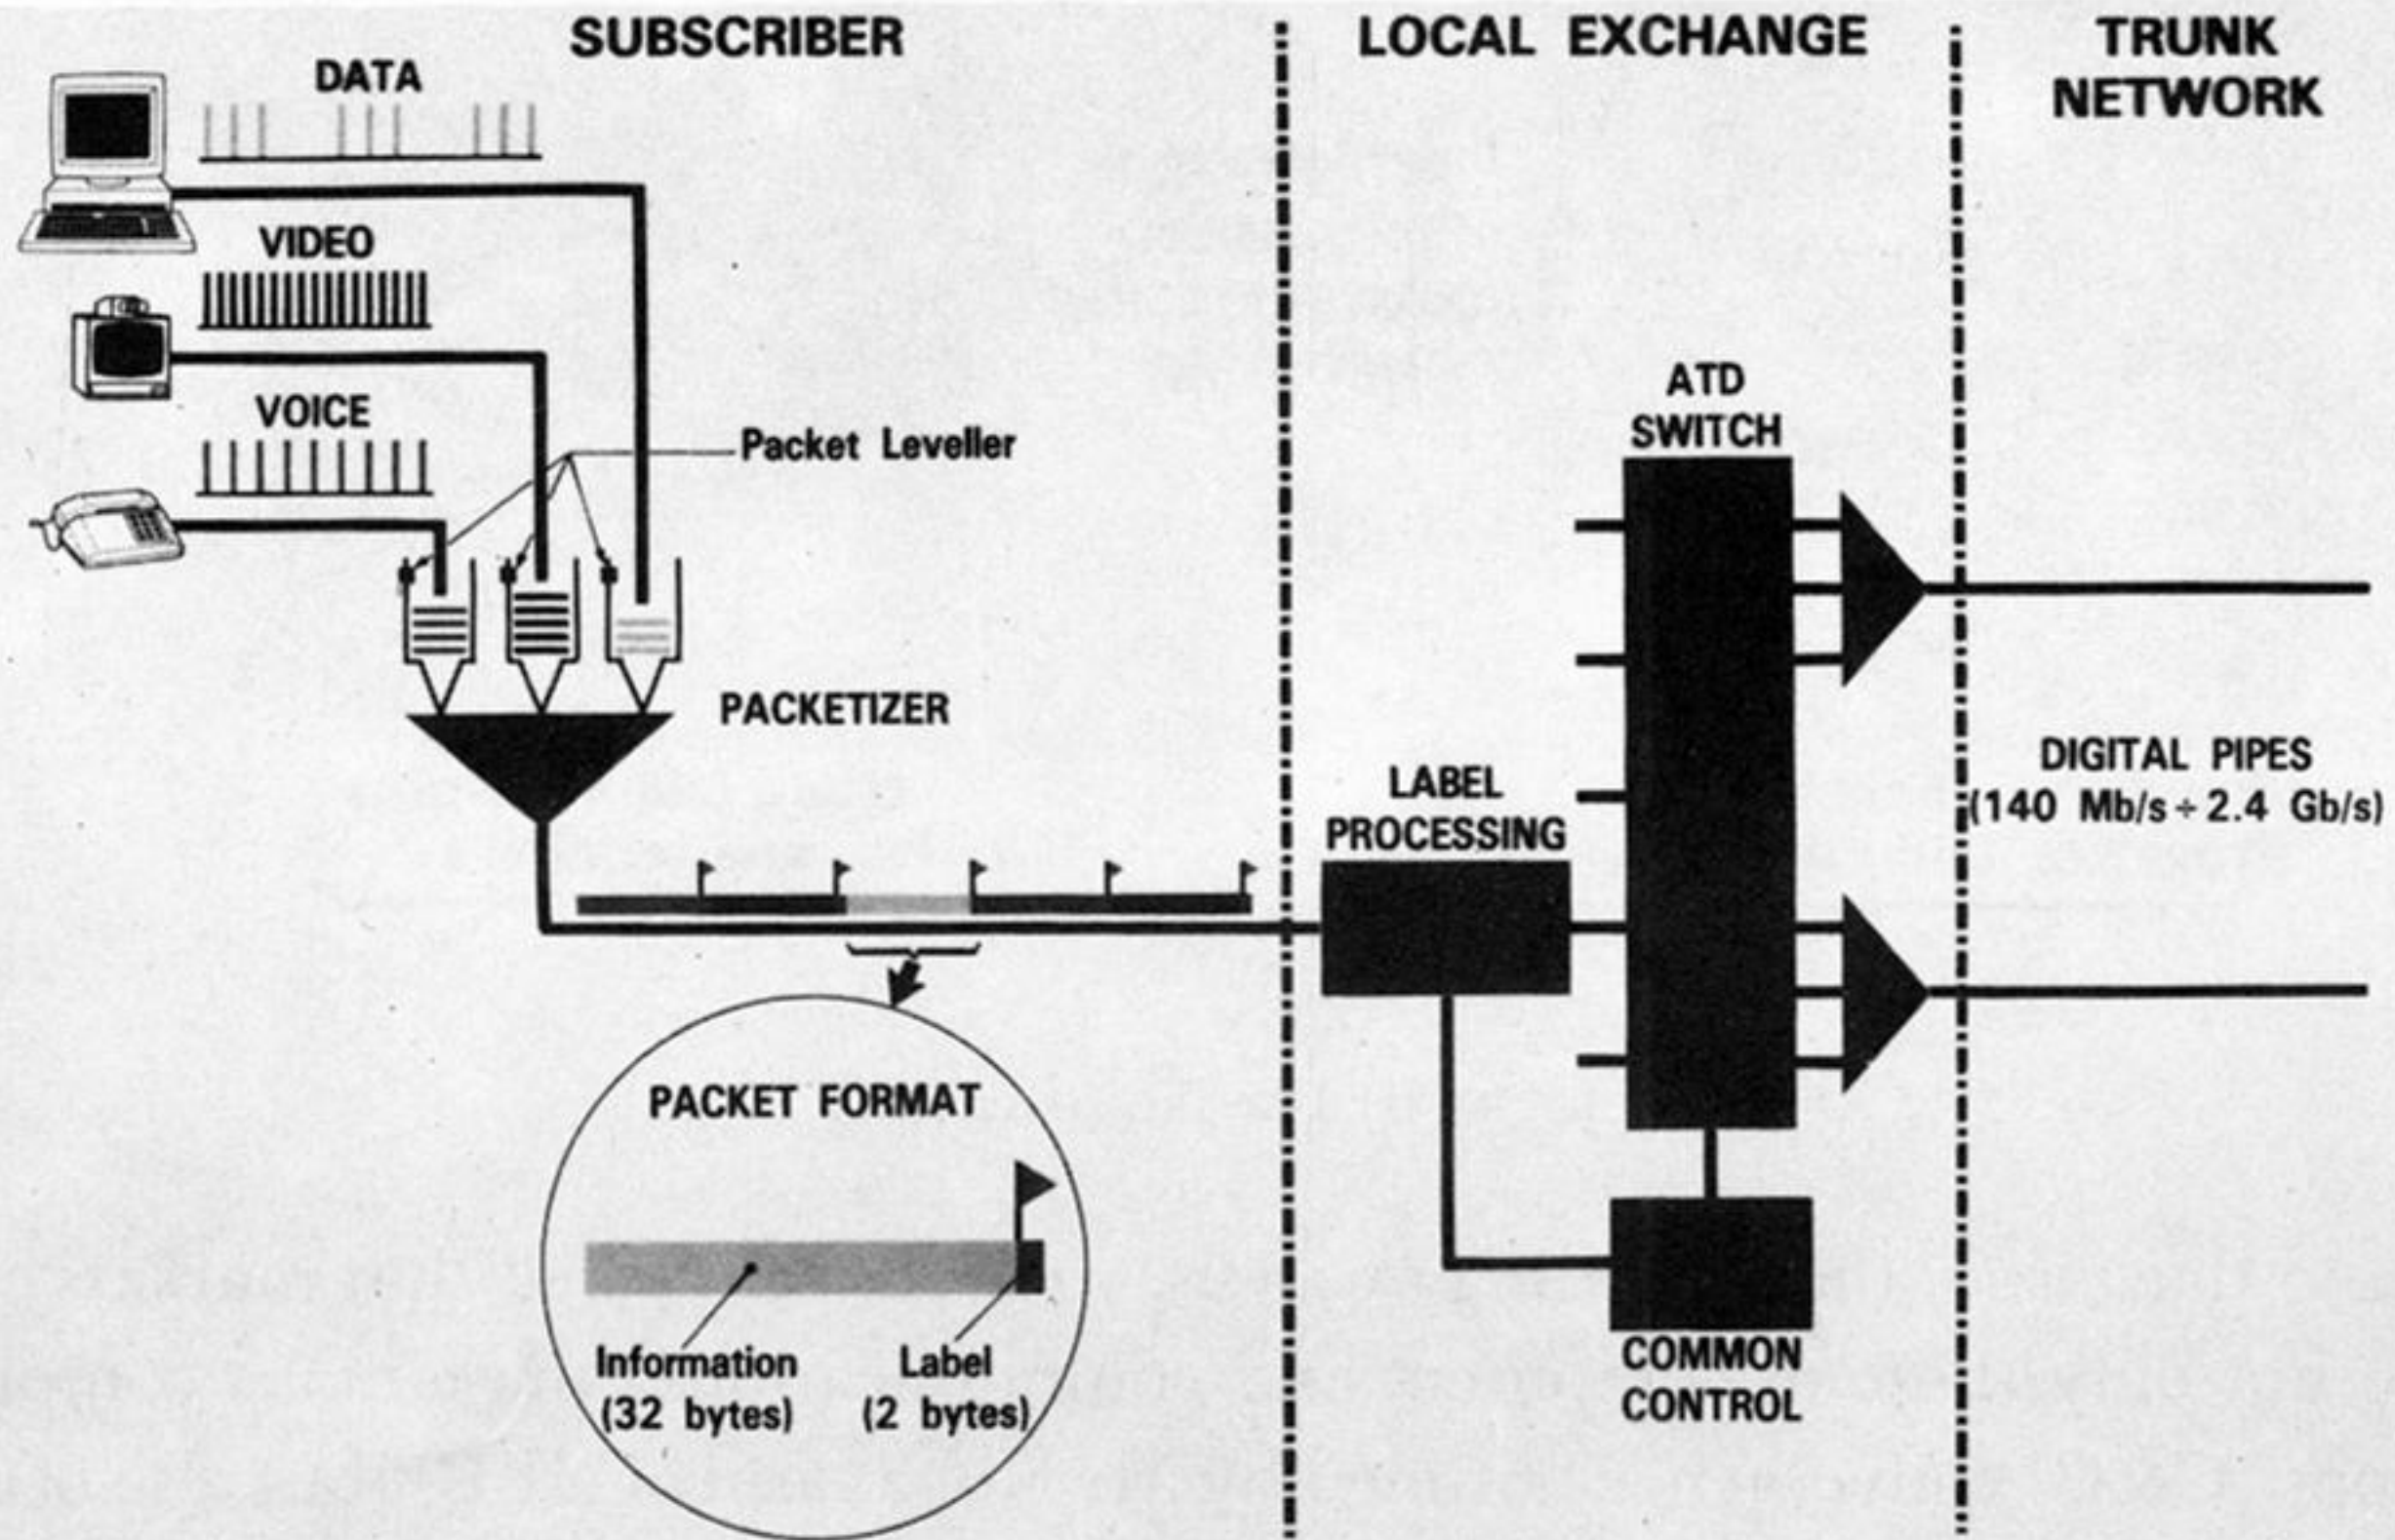 SUBSCRIBER
LOCAL EXCHANGE
TRUNK
NETWORK
DATA
VIDEO
VOICE
Packet Leveller
PACKETIZER
ATD
SWITCH
LABEL
PROCESSING
DIGITAL PIPES
(140 Mb/s÷2.4 Gb/s)
PACKET FORMAT
Information
(32 bytes)
Label
(2 bytes)
COMMON
CONTROL